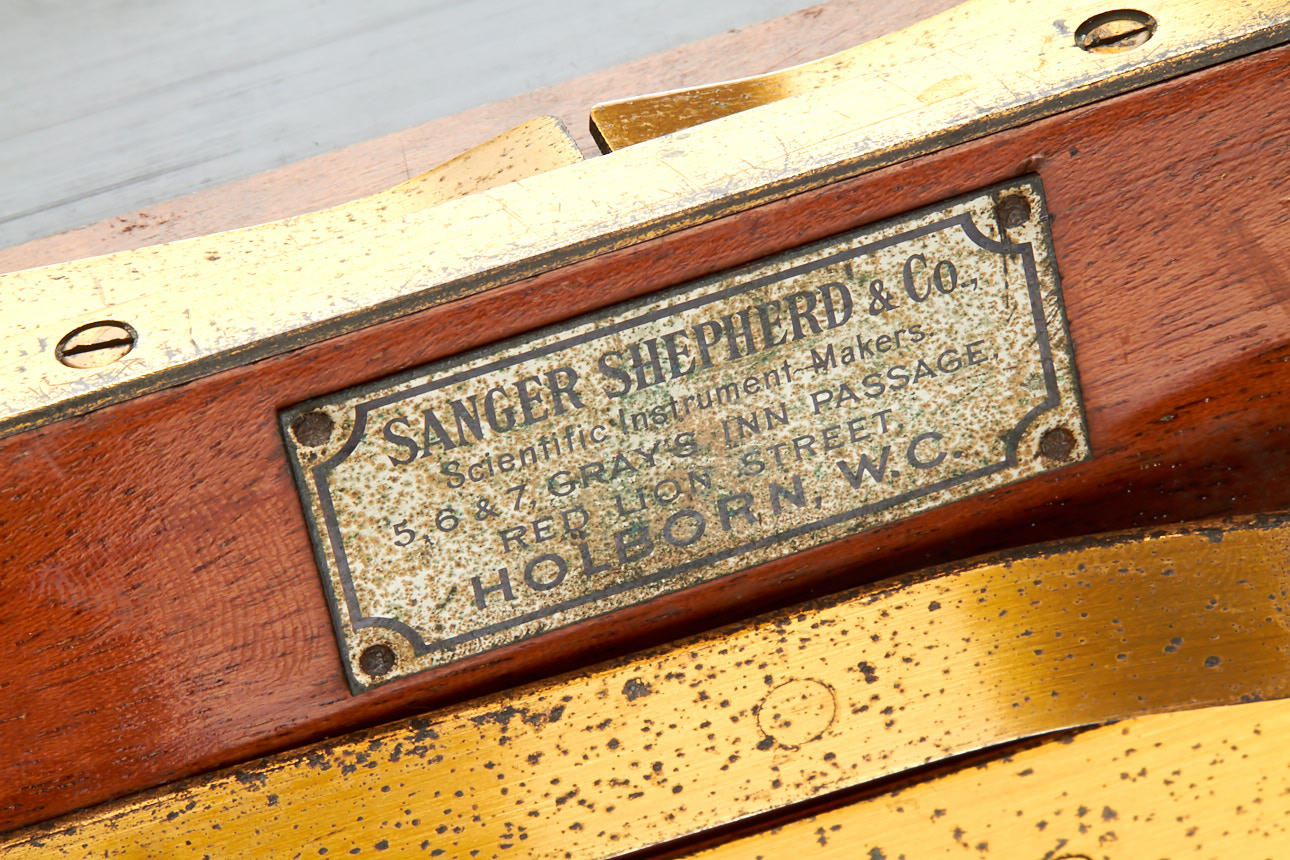 SANGER SHEPHERD & Co.,
Scientific Instrument Makers.
5, 6 & 7, GRAY'S INN PASSAGE,
RED LION STREET,
HOLBORN, W.C.